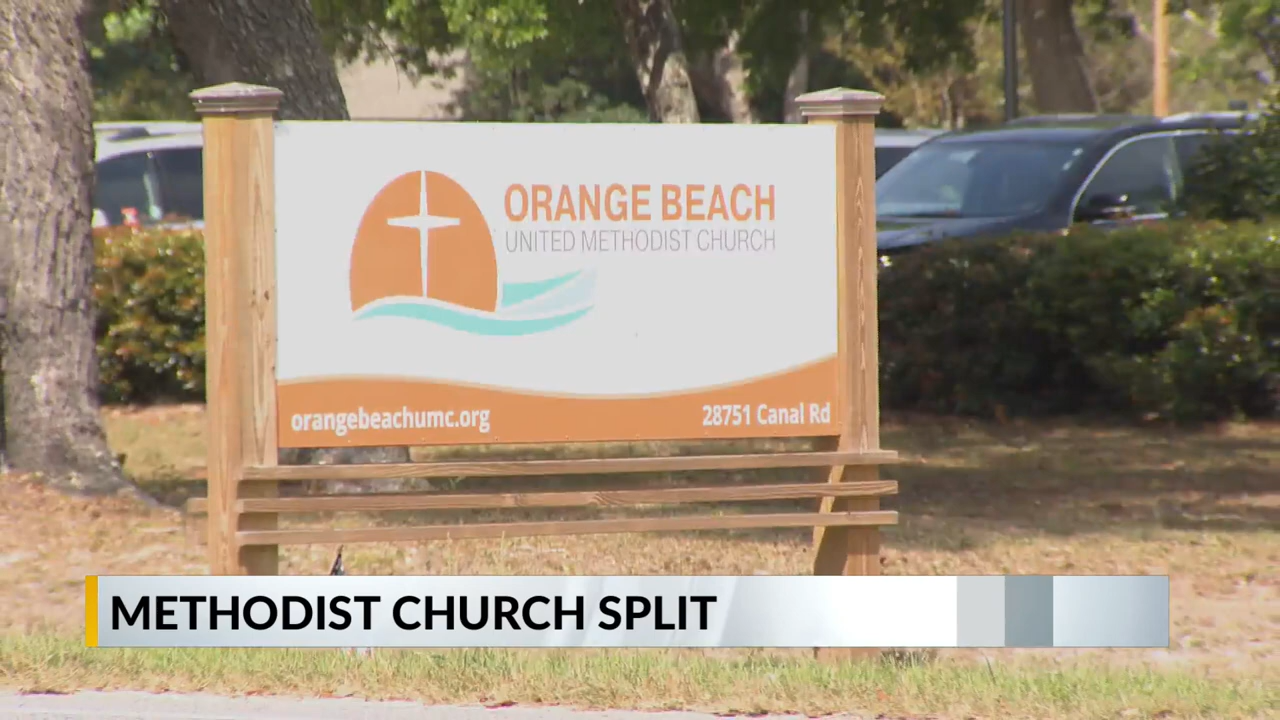 ORANGE BEACH
UNITED METHODIST CHURCH
orangebeachumc.org
28751 Canal Rd
METHODIST CHURCH SPLIT